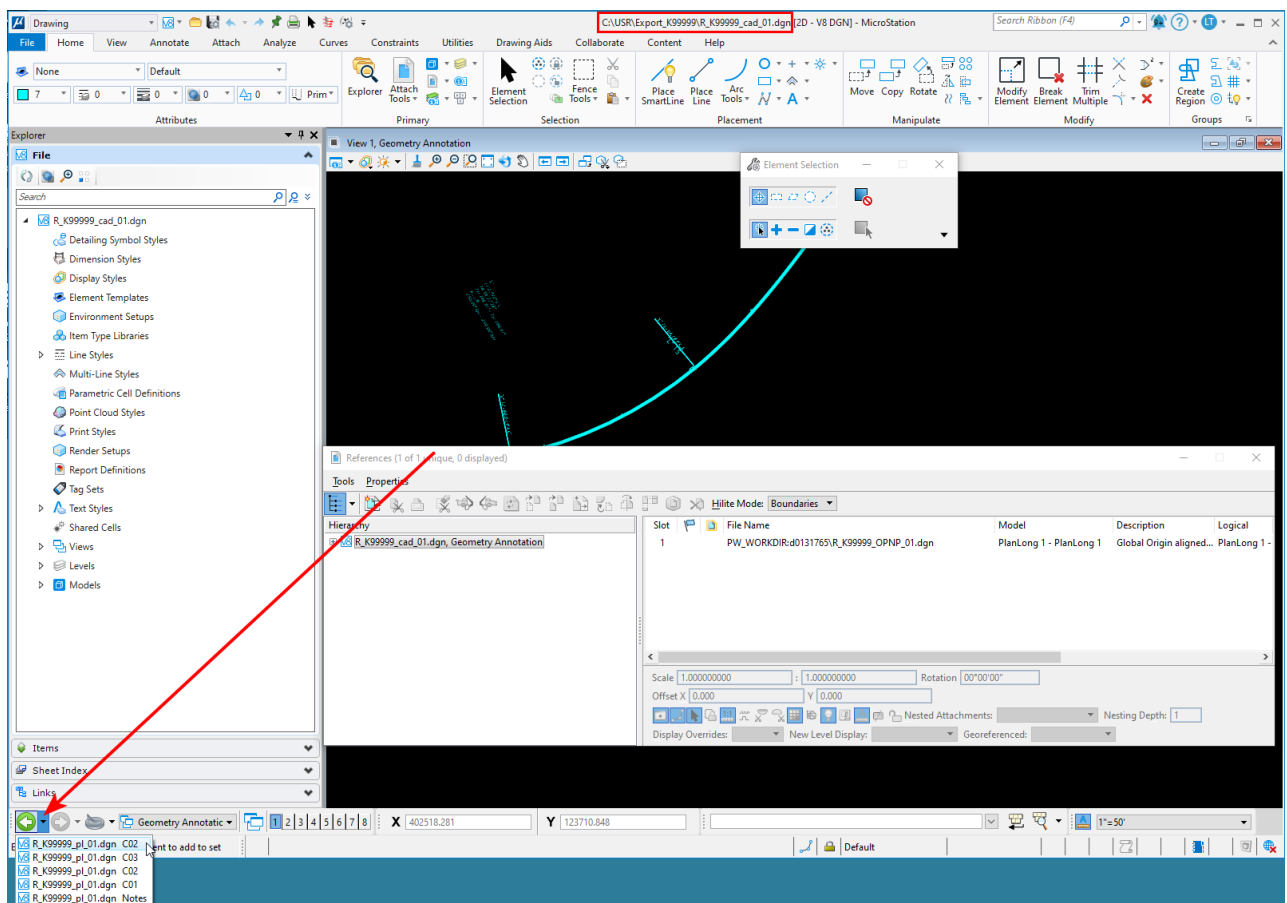 Drawing
C:\USR\Export_K99999\R_K99999_cad_01.dgn [2D - V8 DGN] - MicroStation
Search Ribbon (F4)
LT
File Home View Annotate Attach Analyze Curves Constraints Utilities Drawing Aids Collaborate Content Help
None Default
7 0 0 0 0 Prim
Attributes
Explorer
Attach Tools
Primary
Element Selection
Fence Tools
Selection
Place SmartLine
Place Line
Arc Tools
Placement
Move Copy Rotate
Manipulate
Modify Element
Break Element
Trim Multiple
Modify
Create Region
Groups
Explorer
File
Search
R_K99999_cad_01.dgn
Detailing Symbol Styles
Dimension Styles
Display Styles
Element Templates
Environment Setups
Item Type Libraries
Line Styles
Multi-Line Styles
Parametric Cell Definitions
Point Cloud Styles
Print Styles
Render Setups
Report Definitions
Tag Sets
Text Styles
Shared Cells
Views
Levels
Models
Items
Sheet Index
Links
View 1, Geometry Annotation
Element Selection
References (1 of 1 unique, 0 displayed)
Tools Properties
Hilite Mode: Boundaries
Hierarchy
R_K99999_cad_01.dgn, Geometry Annotation
Slot File Name Model Description Logical
1 PW_WORKDIR:d0131765\R_K99999_OPNP_01.dgn PlanLong 1 - PlanLong 1 Global Origin aligned... PlanLong 1 -
Scale 1.000000000 : 1.000000000 Rotation 00°00'00"
Offset X 0.000 Y 0.000
Nested Attachments: Nesting Depth: 1
Display Overrides: New Level Display: Georeferenced:
Geometry Annotatic 1 2 3 4 5 6 7 8 X 402518.281 Y 123710.848 1"=50'
ent to add to set
Default
R_K99999_pl_01.dgn C02
R_K99999_pl_01.dgn C03
R_K99999_pl_01.dgn C02
R_K99999_pl_01.dgn C01
R_K99999_pl_01.dgn Notes